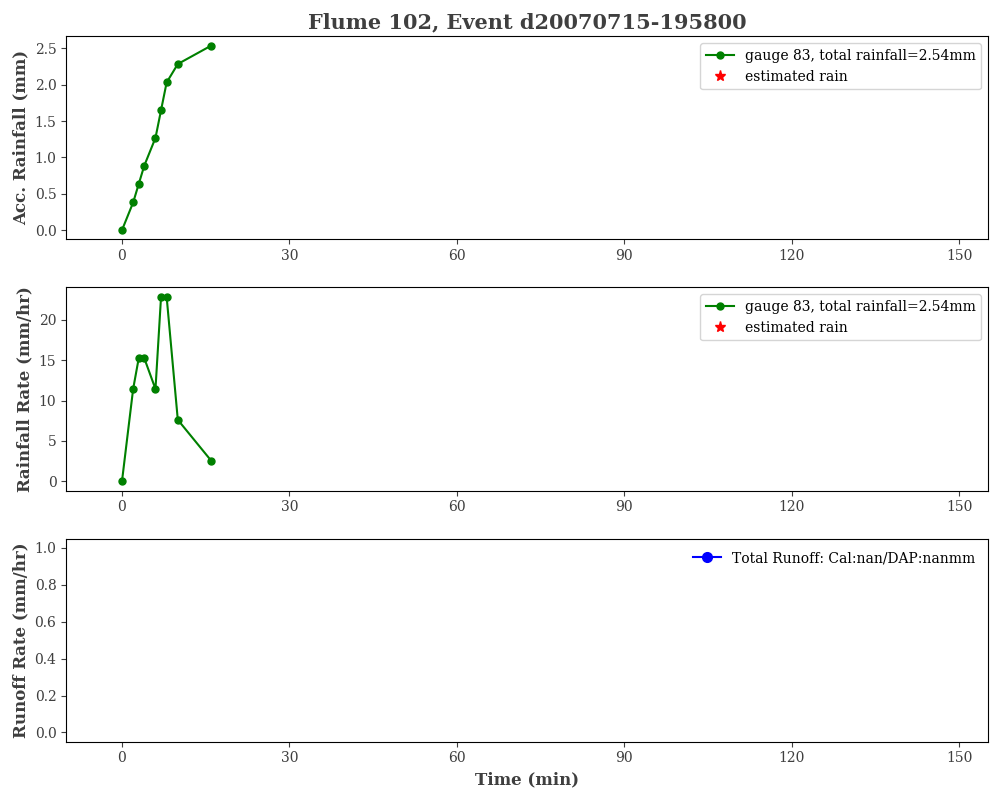 Flume 102, Event d20070715-195800
Acc. Rainfall (mm)
2.5
2.0
1.5
1.0
0.5
0.0
gauge 83, total rainfall=2.54mm
estimated rain
0 30 60 90 120 150
Rainfall Rate (mm/hr)
20
15
10
5
0
gauge 83, total rainfall=2.54mm
estimated rain
0 30 60 90 120 150
Runoff Rate (mm/hr)
1.0
0.8
0.6
0.4
0.2
0.0
Total Runoff: Cal:nan/DAP:nanmm
0 30 60 90 120 150
Time (min)